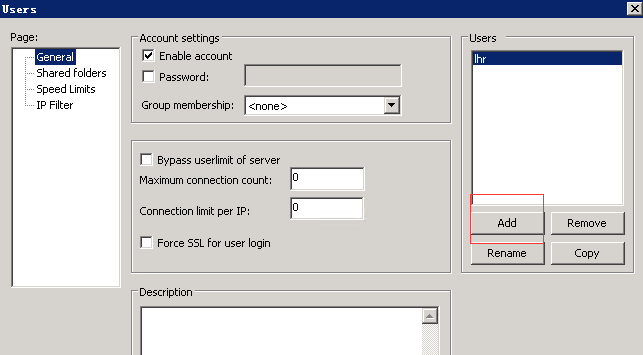 Users
Page:
General
Shared folders
Speed Limits
IP Filter
Account settings
Enable account
Password:
Group membership:
<none>
Bypass userlimit of server
Maximum connection count:
0
Connection limit per IP:
0
Force SSL for user login
Description
Users
lhr
Add
Remove
Rename
Copy